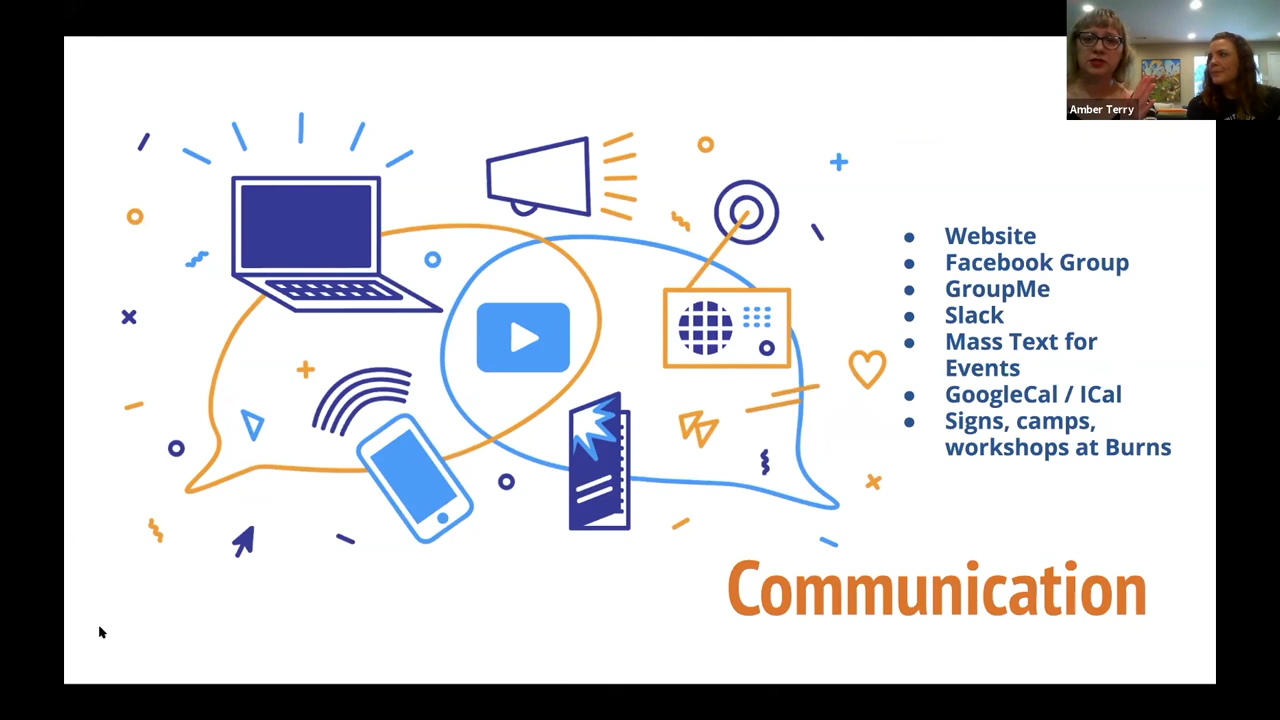 Amber Terry
● Website
● Facebook Group
● GroupMe
● Slack
● Mass Text for
Events
● GoogleCal / ICal
● Signs, camps,
workshops at Burns
Communication